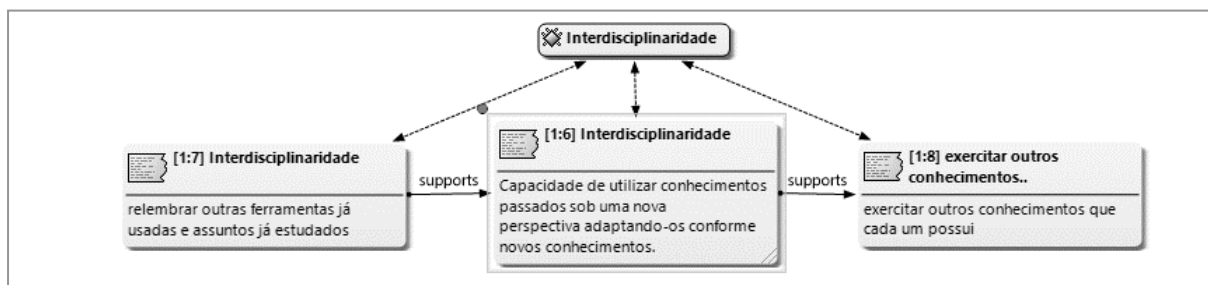 Interdisciplinaridade
[1:7] Interdisciplinaridade
relembrar outras ferramentas já
usadas e assuntos já estudados
supports
[1:6] Interdisciplinaridade
Capacidade de utilizar conhecimentos
passados sob uma nova
perspectiva adaptando-os conforme
novos conhecimentos.
supports
[1:8] exercitar outros
conhecimentos..
exercitar outros conhecimentos que
cada um possui